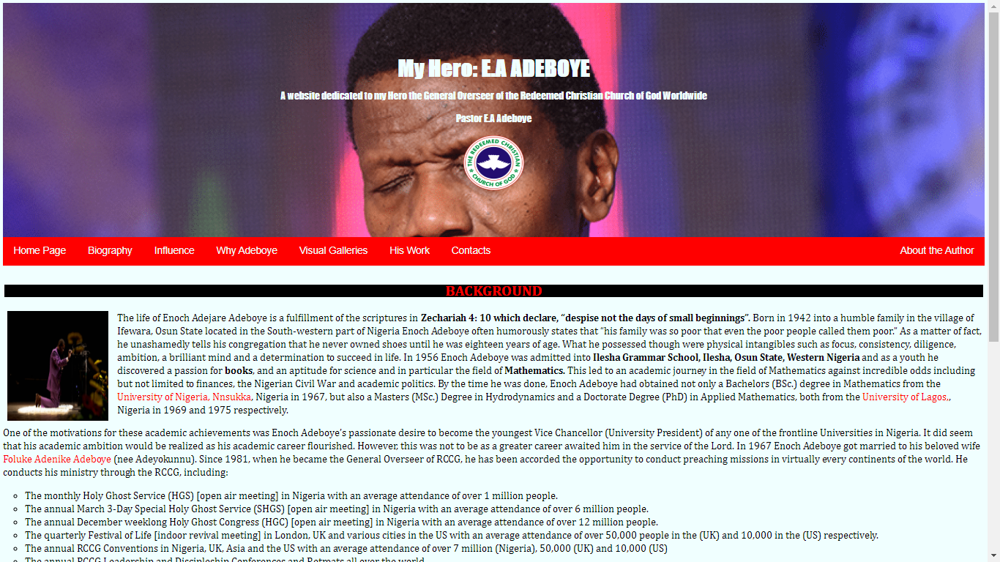 My Hero: E.A ADEBOYE
A website dedicated to my Hero the General Overseer of the Redeemed Christian Church of God Worldwide
Pastor E.A Adeboye
THE REDEEMED CHRISTIAN
CHURCH OF GOD
Home Page Biography Influence Why Adeboye Visual Galleries His Work Contacts About the Author
BACKGROUND
The life of Enoch Adejare Adeboye is a fulfillment of the scriptures in Zechariah 4: 10 which declare, “despise not the days of small beginnings”. Born in 1942 into a humble family in the village of
Ifewara, Osun State located in the South-western part of Nigeria Enoch Adeboye often humorously states that “his family was so poor that even the poor people called them poor.” As a matter of fact,
he unashamedly tells his congregation that he never owned shoes until he was eighteen years of age. What he possessed though were physical intangibles such as focus, consistency, diligence,
ambition, a brilliant mind and a determination to succeed in life. In 1956 Enoch Adeboye was admitted into Ilesha Grammar School, Ilesha, Osun State, Western Nigeria and as a youth he
discovered a passion for books, and an aptitude for science and in particular the field of Mathematics. This led to an academic journey in the field of Mathematics against incredible odds including
but not limited to finances, the Nigerian Civil War and academic politics. By the time he was done, Enoch Adeboye had obtained not only a Bachelors (BSc.) degree in Mathematics from the
University of Nigeria, Nnsukka, Nigeria in 1967, but also a Masters (MSc.) Degree in Hydrodynamics and a Doctorate Degree (PhD) in Applied Mathematics, both from the University of Lagos,,
Nigeria in 1969 and 1975 respectively.
One of the motivations for these academic achievements was Enoch Adeboye’s passionate desire to become the youngest Vice Chancellor (University President) of any one of the frontline Universities in Nigeria. It did seem
that his academic ambition would be realized as his academic career flourished. However, this was not to be as a greater career awaited him in the service of the Lord. In 1967 Enoch Adeboye got married to his beloved wife
Foluke Adenike Adeboye (nee Adeyokunnu). Since 1981, when he became the General Overseer of RCCG, he has been accorded the opportunity to conduct preaching missions in virtually every continents of the world. He
conducts his ministry through the RCCG, including:
The monthly Holy Ghost Service (HGS) [open air meeting] in Nigeria with an average attendance of over 1 million people.
The annual March 3-Day Special Holy Ghost Service (SHGS) [open air meeting] in Nigeria with an average attendance of over 6 million people.
The annual December weeklong Holy Ghost Congress (HGC) [open air meeting] in Nigeria with an average attendance of over 12 million people.
The quarterly Festival of Life [indoor revival meeting] in London, UK and various cities in the US with an average attendance of over 50,000 people in the (UK) and 10,000 in the (US) respectively.
The annual RCCG Conventions in Nigeria, UK, Asia and the US with an average attendance of over 7 million (Nigeria), 50,000 (UK) and 10,000 (US)
The annual RCCG Leadership and Discipleship Conferences and Retreats all over the world